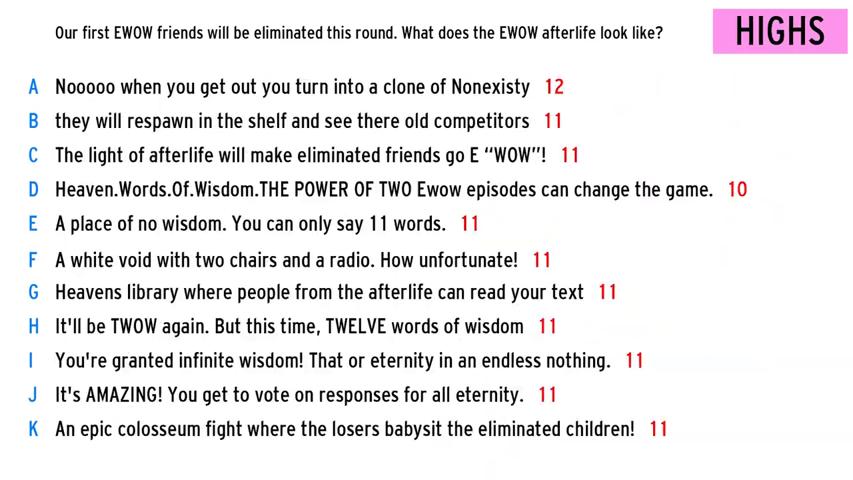 Our first EWOW friends will be eliminated this round. What does the EWOW afterlife look like?
HIGHS
A Nooooo when you get out you turn into a clone of Nonexisty 12
B they will respawn in the shelf and see there old competitors 11
C The light of afterlife will make eliminated friends go E “WOW”! 11
D Heaven.Words.Of.Wisdom.THE POWER OF TWO Ewow episodes can change the game. 10
E A place of no wisdom. You can only say 11 words. 11
F A white void with two chairs and a radio. How unfortunate! 11
G Heavens library where people from the afterlife can read your text 11
H It'll be TWOW again. But this time, TWELVE words of wisdom 11
I You're granted infinite wisdom! That or eternity in an endless nothing. 11
J It's AMAZING! You get to vote on responses for all eternity. 11
K An epic colosseum fight where the losers babysit the eliminated children! 11